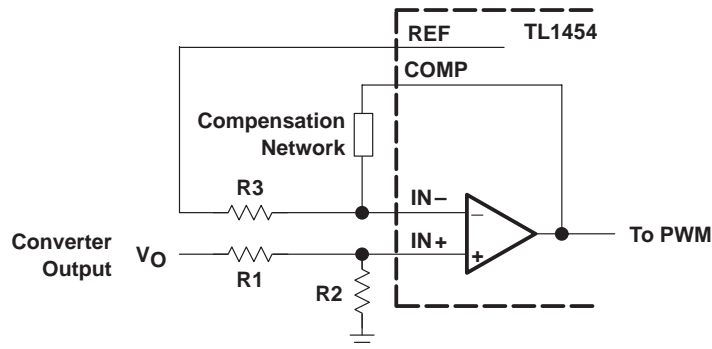 REF
TL1454
COMP
Compensation
Network
R3
IN−
−
Converter
Output
VO
R1
IN+
+
To PWM
R2